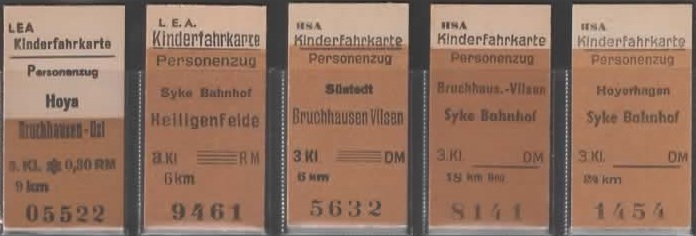 LEA
Kinderfahrkarte
Personenzug
Hoya
Bruchhausen-Ost
3. Kl. 0,30 RM
9 km
05522
L. E. A.
Kinderfahrkarte
Personenzug
Syke Bahnhof
Heiligenfelde
3. Kl RM
6 km
9461
HSA
Kinderfahrkarte
Personenzug
Süstedt
Bruchhausen Vilsen
3 Kl. DM
6 km
5632
HSA
Kinderfahrkarte
Personenzug
Bruchhaus.-Vilsen
Syke Bahnhof
3. Kl. DM
18 km
8141
HSA
Kinderfahrkarte
Personenzug
Hoyerhagen
Syke Bahnhof
3. Kl. DM
24 km
1454